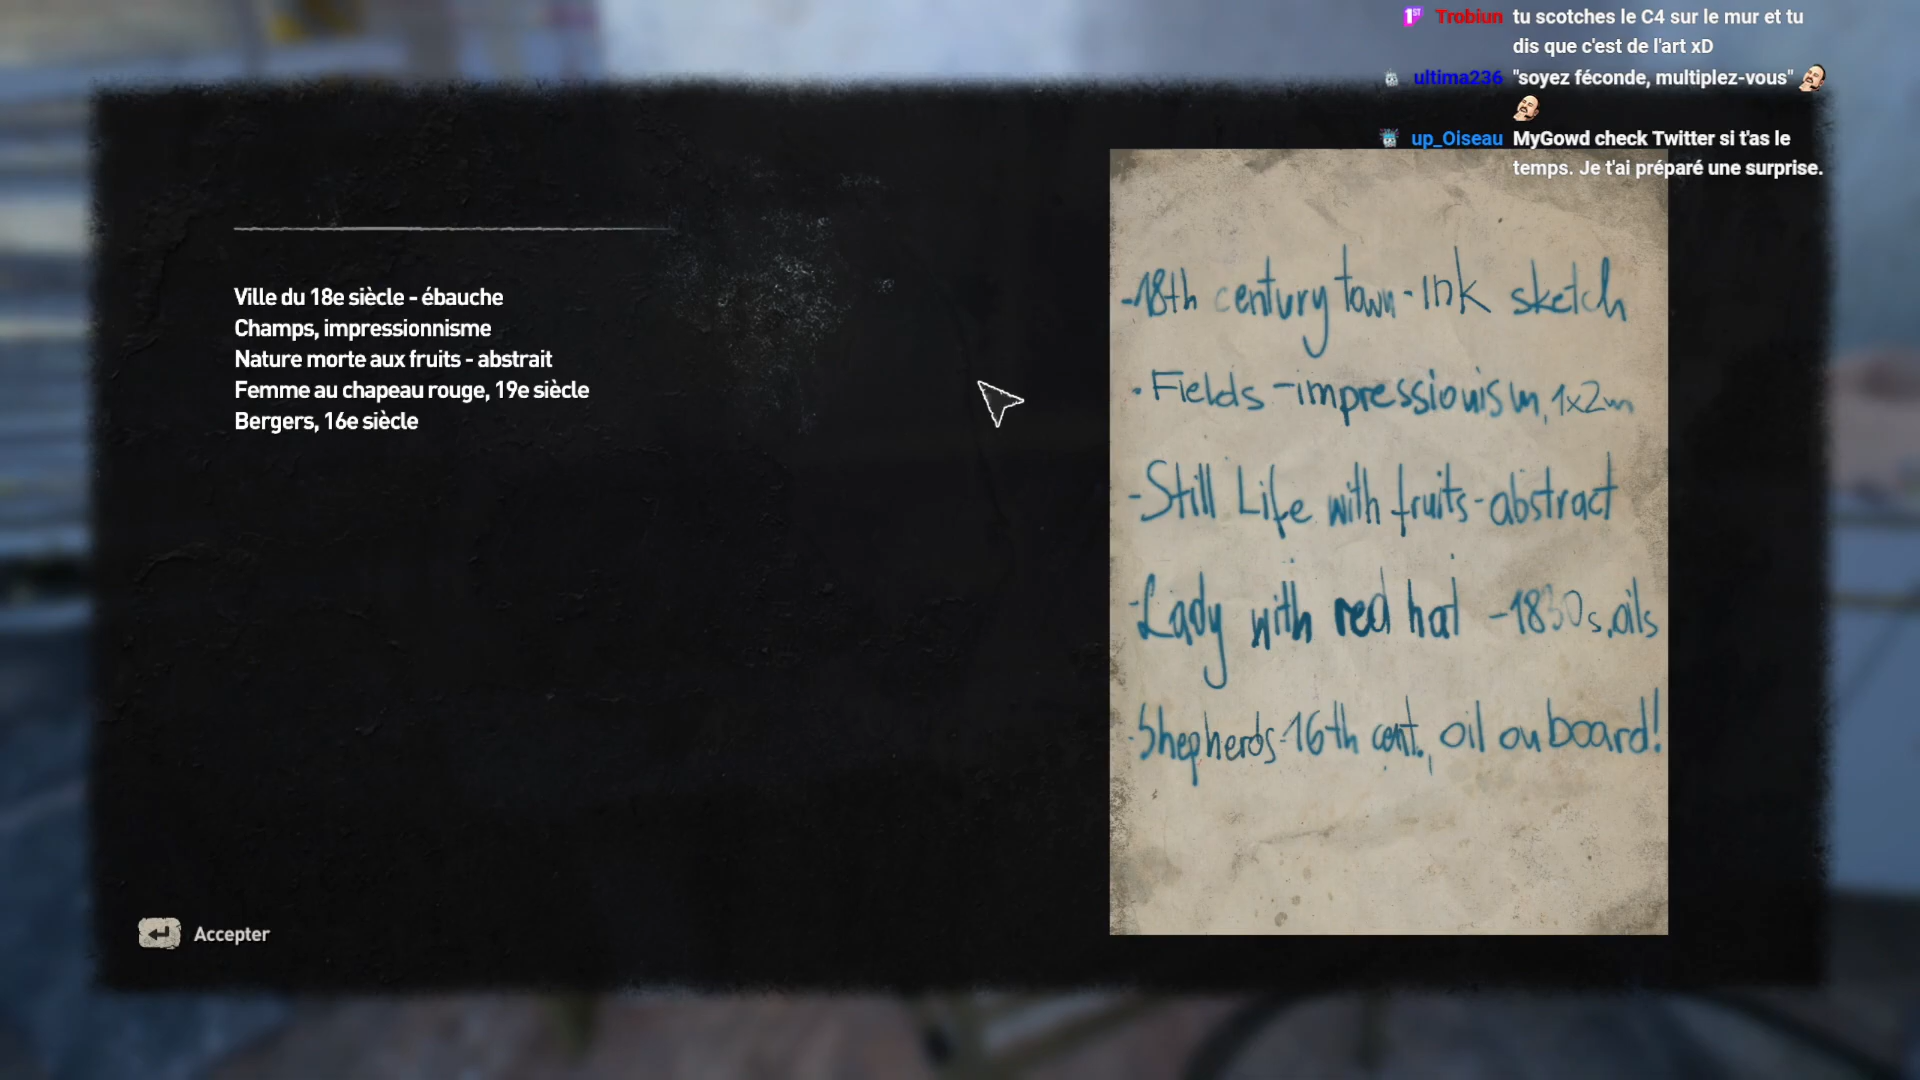 Trobiun tu scotches le C4 sur le mur et tu
dis que c'est de l'art xD
ultima236 "soyez féconde, multiplez-vous"
up_Oiseau MyGowd check Twitter si t'as le
temps. Je t'ai préparé une surprise.
Ville du 18e siècle - ébauche
Champs, impressionnisme
Nature morte aux fruits - abstrait
Femme au chapeau rouge, 19e siècle
Bergers, 16e siècle
-18th century town - ink sketch
- Fields - impressionism, 1x2m
- Still Life with fruits - abstract
- Lady with red hat - 1830s, oils
- Shepherds - 16th cent., oil on board!
Accepter